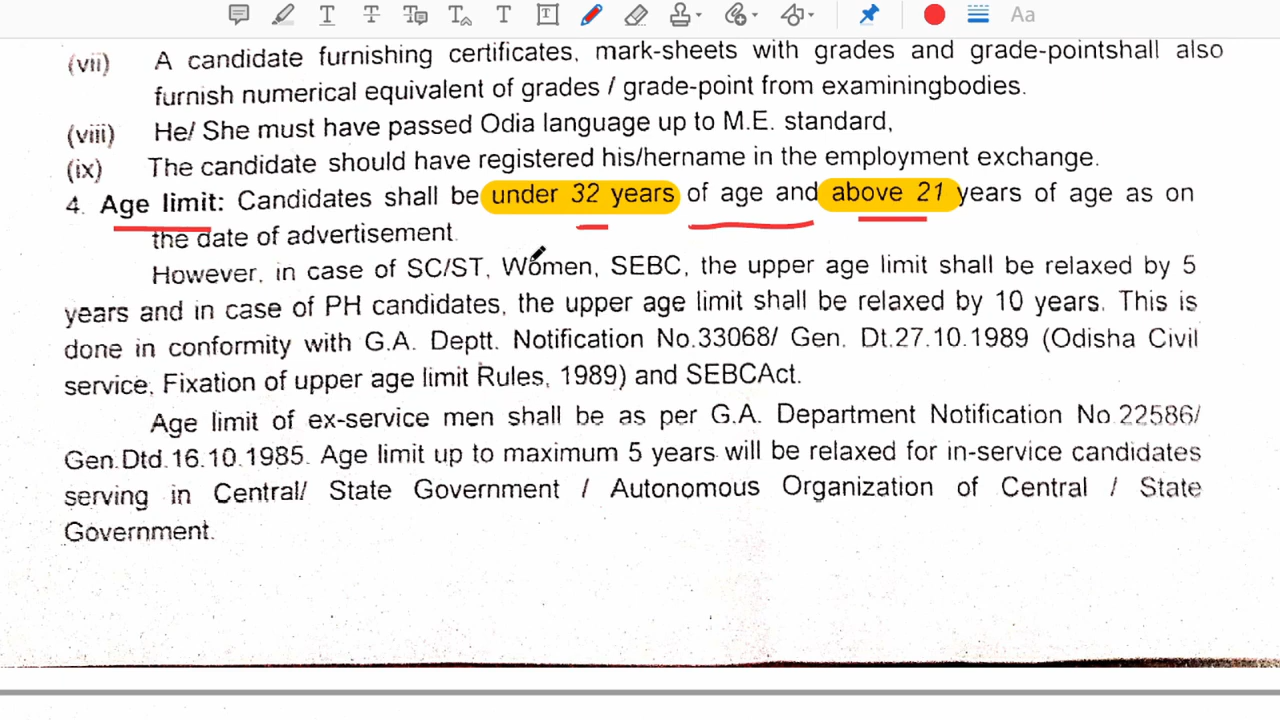 (vii) A candidate furnishing certificates, mark-sheets with grades and grade-pointshall also
furnish numerical equivalent of grades / grade-point from examiningbodies.
(viii) He/ She must have passed Odia language up to M.E. standard,
(ix) The candidate should have registered his/hername in the employment exchange.
4. Age limit: Candidates shall be under 32 years of age and above 21 years of age as on
the date of advertisement.
However, in case of SC/ST, Women, SEBC, the upper age limit shall be relaxed by 5
years and in case of PH candidates, the upper age limit shall be relaxed by 10 years. This is
done in conformity with G.A. Deptt. Notification No.33068/ Gen. Dt.27.10.1989 (Odisha Civil
service, Fixation of upper age limit Rules, 1989) and SEBCAct.
Age limit of ex-service men shall be as per G.A. Department Notification No.22586/
Gen.Dtd.16.10.1985. Age limit up to maximum 5 years will be relaxed for in-service candidates
serving in Central/ State Government / Autonomous Organization of Central / State
Government.
Aa